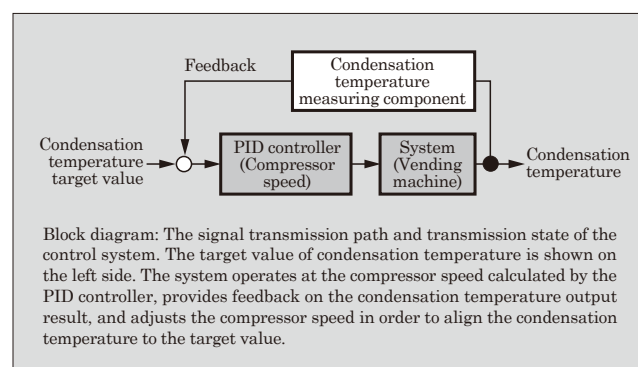 Feedback
Condensation
temperature
measuring component
Condensation
temperature
target value
PID controller
(Compressor
speed)
System
(Vending
machine)
Condensation
temperature
Block diagram: The signal transmission path and transmission state of the
control system. The target value of condensation temperature is shown on
the left side. The system operates at the compressor speed calculated by the
PID controller, provides feedback on the condensation temperature output
result, and adjusts the compressor speed in order to align the condensation
temperature to the target value.